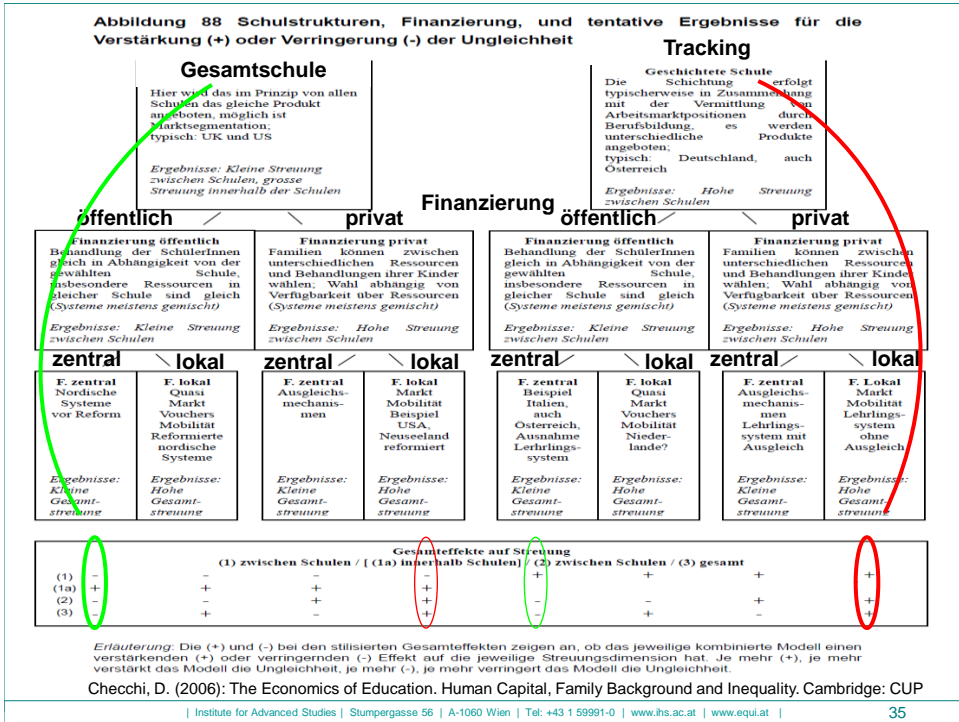 Abbildung 88 Schulstrukturen, Finanzierung, und tentative Ergebnisse für die
Verstärkung (+) oder Verringerung (-) der Ungleichheit
Gesamtschule
Hier wird das im Prinzip von allen
Schulen das gleiche Produkt
angeboten, möglich ist
Marktsegmentation;
typisch: UK und US
Ergebnisse: Kleine Streuung
zwischen Schulen, grosse
Streuung innerhalb der Schulen
Tracking
Geschichtete Schule
Die Schichtung erfolgt
typischerweise in Zusammenhang
mit der Vermittlung von
Arbeitsmarktpositionen durch
Berufsbildung, es werden
unterschiedliche Produkte
angeboten;
typisch: Deutschland, auch
Österreich
Ergebnisse: Hohe Streuung
zwischen Schulen
Finanzierung
öffentlich privat öffentlich privat
Finanzierung öffentlich
Behandlung der SchülerInnen
gleich in Abhängigkeit von der
gewählten Schule,
insbesondere Ressourcen in
gleicher Schule sind gleich
(Systeme meistens gemischt)
Ergebnisse: Kleine Streuung
zwischen Schulen
Finanzierung privat
Familien können zwischen
unterschiedlichen Ressourcen
und Behandlungen ihrer Kinder
wählen; Wahl abhängig von
Verfügbarkeit über Ressourcen
(Systeme meistens gemischt)
Ergebnisse: Hohe Streuung
zwischen Schulen
Finanzierung öffentlich
Behandlung der SchülerInnen
gleich in Abhängigkeit von der
gewählten Schule,
insbesondere Ressourcen in
gleicher Schule sind gleich
(Systeme meistens gemischt)
Ergebnisse: Kleine Streuung
zwischen Schulen
Finanzierung privat
Familien können zwischen
unterschiedlichen Ressourcen
und Behandlungen ihrer Kinder
wählen; Wahl abhängig von
Verfügbarkeit über Ressourcen
(Systeme meistens gemischt)
Ergebnisse: Hohe Streuung
zwischen Schulen
zentral lokal zentral lokal zentral lokal zentral lokal
F. zentral
Nordische
Systeme
vor Reform
Ergebnisse:
Kleine
Gesamt-
streuung
F. lokal
Quasi
Markt
Vouchers
Mobilität
Reformierte
nordische
Systeme
Ergebnisse:
Hohe
Gesamt-
streuung
F. zentral
Ausgleichs-
mechanis-
men
Ergebnisse:
Kleine
Gesamt-
streuung
F. lokal
Markt
Mobilität
Beispiel
USA,
Neuseeland
reformiert
Ergebnisse:
Hohe
Gesamt-
streuung
F. zentral
Beispiel
Italien,
auch
Österreich,
Ausnahme
Lerhrlings-
system
Ergebnisse:
Kleine
Gesamt-
streuung
F. lokal
Quasi
Markt
Vouchers
Mobilität
Nieder-
lande?
Ergebnisse:
Hohe
Gesamt-
streuung
F. zentral
Ausgleichs-
mechanis-
men
Lehrlings-
system mit
Ausgleich
Ergebnisse:
Kleine
Gesamt-
streuung
F. Lokal
Markt
Mobilität
Lehrlings-
system
ohne
Ausgleich
Ergebnisse:
Hohe
Gesamt-
streuung
Gesamteffekte auf Streuung
(1) zwischen Schulen / [ (1a) innerhalb Schulen] / (2) zwischen Schulen / (3) gesamt
(1) - - - - + + + +
(1a) + + + +
(2) - - + + - - + +
(3) - + - + - + - +
Erläuterung: Die (+) und (-) bei den stilisierten Gesamteffekten zeigen an, ob das jeweilige kombinierte Modell einen
verstärkenden (+) oder verringernden (-) Effekt auf die jeweilige Streuungsdimension hat. Je mehr (+), je mehr
verstärkt das Modell die Ungleichheit, je mehr (-), je mehr verringert das Modell die Ungleichheit.
Checchi, D. (2006): The Economics of Education. Human Capital, Family Background and Inequality. Cambridge: CUP
| Institute for Advanced Studies | Stumpergasse 56 | A-1060 Wien | Tel: +43 1 59991-0 | www.ihs.ac.at | www.equi.at |
35